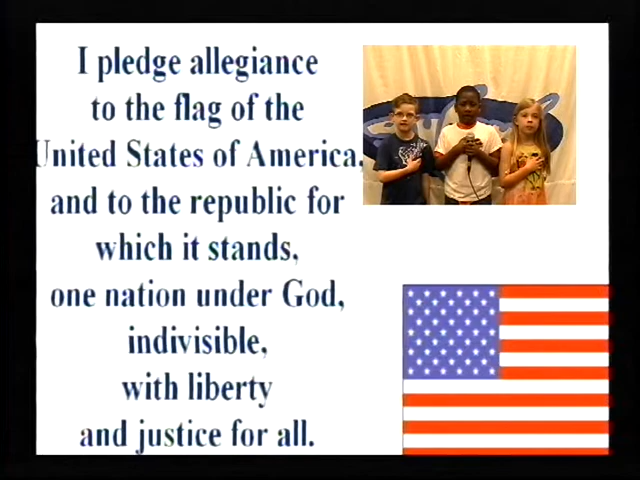 I pledge allegiance
to the flag of the
United States of America,
and to the republic for
which it stands,
one nation under God,
indivisible,
with liberty
and justice for all.